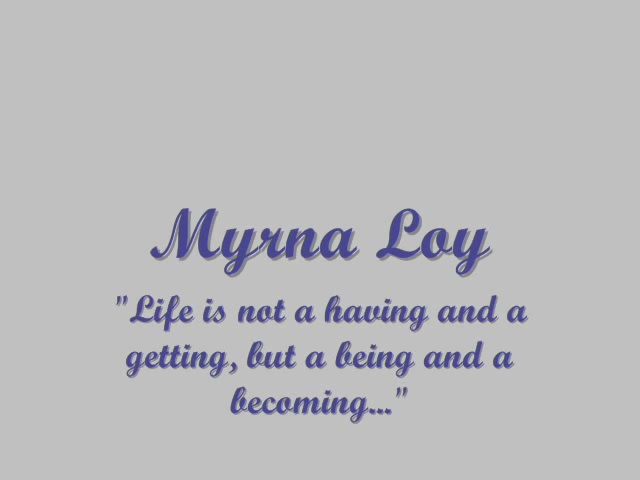 Myrna Loy
"Life is not a having and a
getting, but a being and a
becoming..."